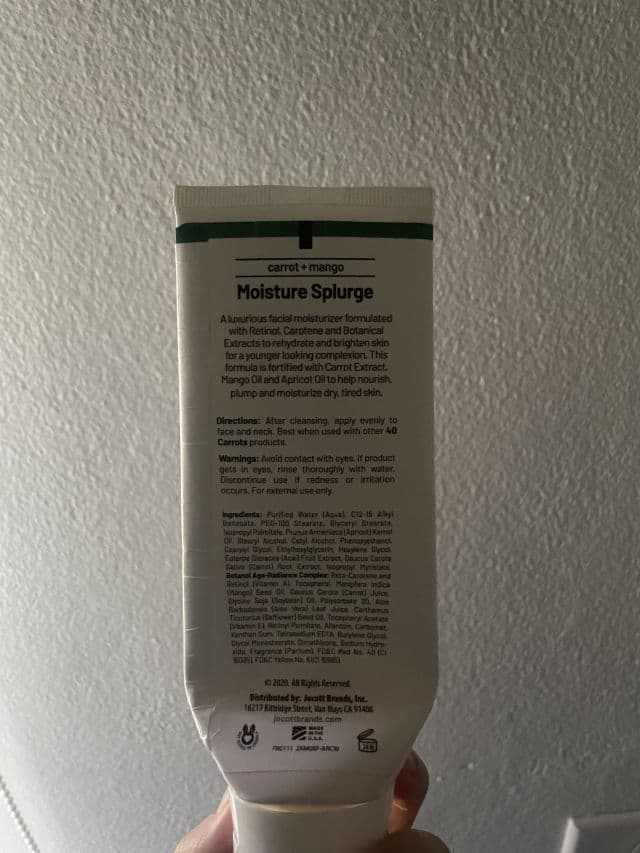 carrot + mango
Moisture Splurge
A luxurious facial moisturizer formulated
with Retinol, Carotene and Botanical
Extracts to rehydrate and brighten skin
for a younger looking complexion. This
formula is fortified with Carrot Extract,
Mango Oil and Apricot Oil to help nourish,
plump and moisturize dry, tired skin.
Directions: After cleansing, apply evenly to
face and neck. Best when used with other 40
Carrots products.
Warnings: Avoid contact with eyes. If product
gets in eyes, rinse thoroughly with water.
Discontinue use if redness or irritation
occurs. For external use only.
Ingredients: Purified Water (Aqua), C12-15 Alkyl
Benzoate, PEG-100 Stearate, Glyceryl Stearate,
Isopropyl Palmitate, Prunus Armeniaca (Apricot) Kernel
Oil, Stearyl Alcohol, Cetyl Alcohol, Phenoxyethanol,
Caprylyl Glycol, Ethylhexylglycerin, Hexylene Glycol,
Euterpe Oleracea (Acai) Fruit Extract, Daucus Carota
Sativa (Carrot) Root Extract, Isopropyl Myristate,
Botanol Age-Radiance Complex: Beta-Carotene and
Retinol (Vitamin A), Tocopherol, Mangifera Indica
(Mango) Seed Oil, Daucus Carota (Carrot) Juice,
Glycine Soja (Soybean) Oil, Polysorbate 20, Aloe
Barbadensis (Aloe Vera) Leaf Juice, Carthamus
Tinctorius (Safflower) Seed Oil, Tocopheryl Acetate
(Vitamin E), Retinyl Palmitate, Allantoin, Carbomer,
Xanthan Gum, Tetrasodium EDTA, Butylene Glycol,
Glycol Monostearate, Dimethicone, Sodium Hydro-
xide, Fragrance (Parfum), FD&C Red No. 40 (CI
16035), FD&C Yellow No. 6 (CI 15985)
© 2020. All Rights Reserved.
Distributed by: Jacott Brands, Inc.
16217 Kittridge Street, Van Nuys CA 91406
jacottbrands.com
MADE
IN THE
U.S.A.
24 M